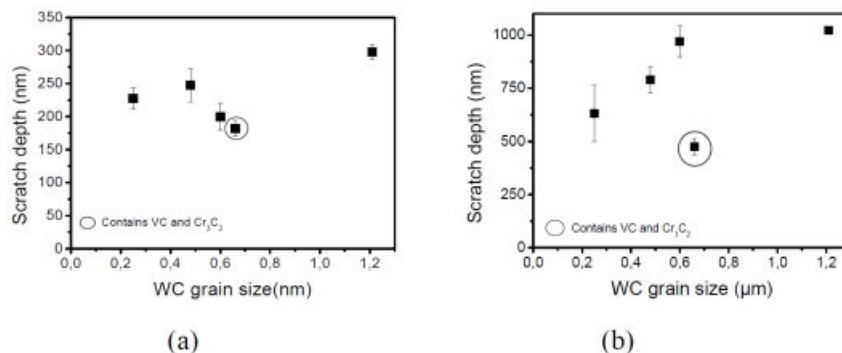 350
300
250
200
150
100
50
0
Scratch depth (nm)
Contains VC and Cr₃C₂
0,0 0,2 0,4 0,6 0,8 1,0 1,2
WC grain size(nm)
(a)
1000
750
500
250
0
Scratch depth (nm)
Contains VC and Cr₃C₂
0,0 0,2 0,4 0,6 0,8 1,0 1,2
WC grain size (µm)
(b)